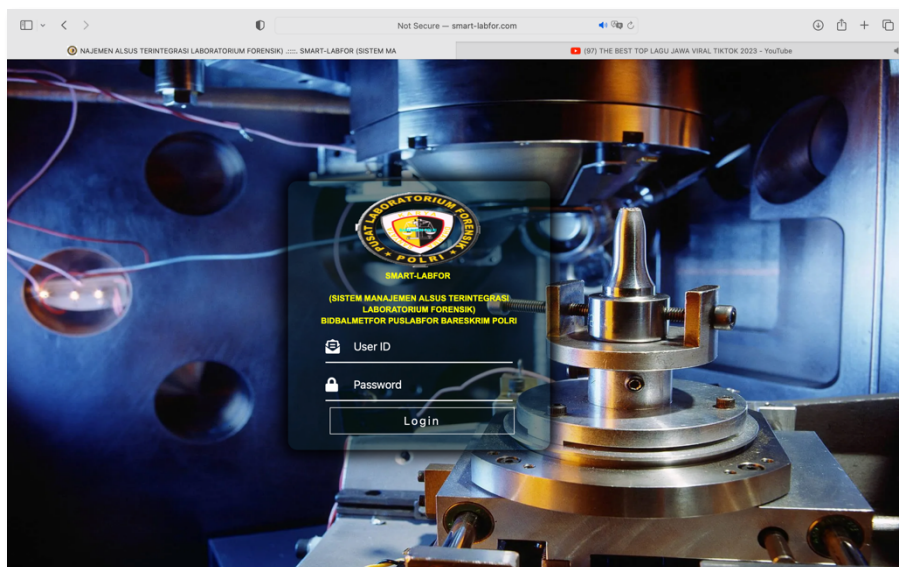 Not Secure — smart-labfor.com
NAJEMEN ALSUS TERINTEGRASI LABORATORIUM FORENSIK) .::::. SMART-LABFOR (SISTEM MA
(97) THE BEST TOP LAGU JAWA VIRAL TIKTOK 2023 - YouTube
PUSAT LABORATORIUM FORENSIK
POLRI
SMART-LABFOR
(SISTEM MANAJEMEN ALSUS TERINTEGRASI
LABORATORIUM FORENSIK)
BIDBALMETFOR PUSLABFOR BARESKRIM POLRI
User ID
Password
Login